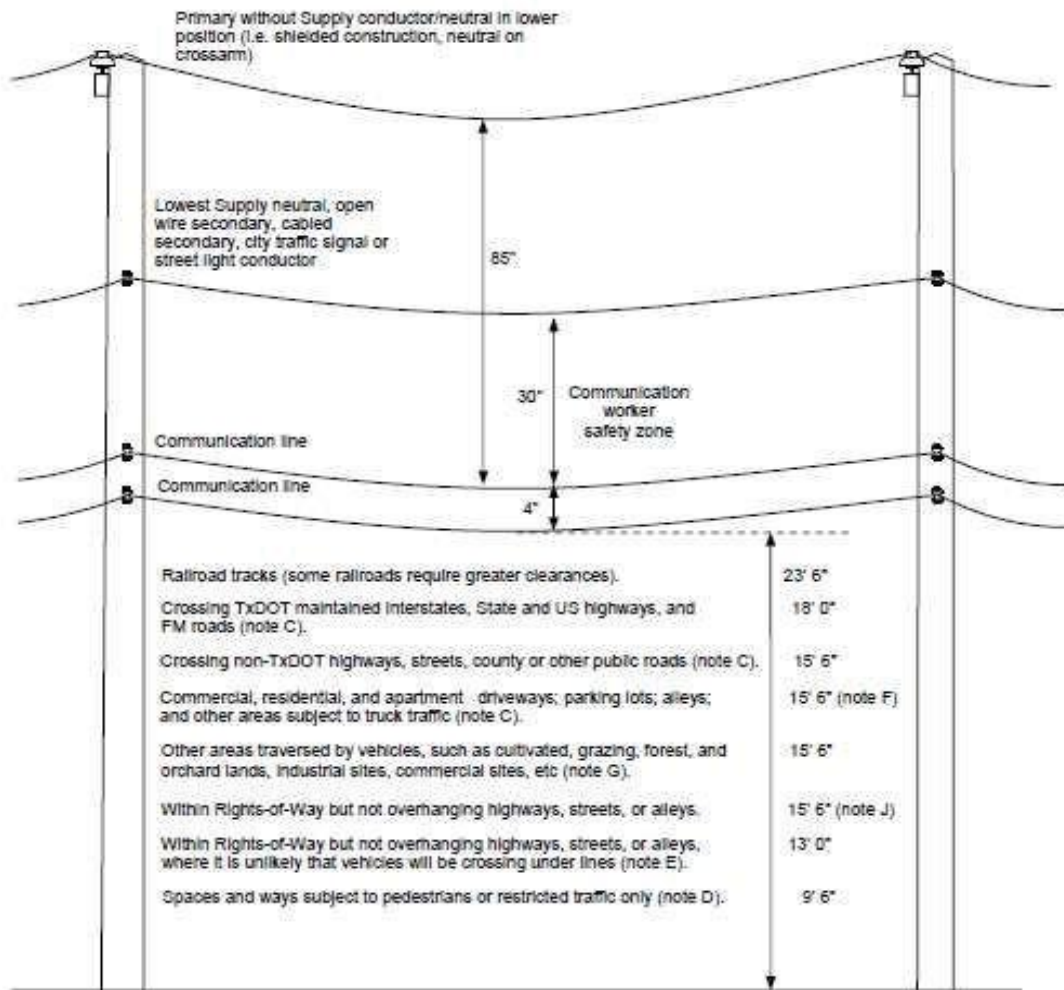 Primary without Supply conductor/neutral in lower
position (i.e. shielded construction, neutral on
crossarm)
Lowest Supply neutral, open
wire secondary, cabled
secondary, city traffic signal or
street light conductor
85"
30"
Communication
worker
safety zone
Communication line
Communication line
4"
Railroad tracks (some railroads require greater clearances). 23' 6"
Crossing TxDOT maintained Interstates, State and US highways, and 18' 0"
FM roads (note C).
Crossing non-TxDOT highways, streets, county or other public roads (note C). 15' 6"
Commercial, residential, and apartment driveways; parking lots; alleys; 15' 6" (note F)
and other areas subject to truck traffic (note C).
Other areas traversed by vehicles, such as cultivated, grazing, forest, and 15' 6"
orchard lands, industrial sites, commercial sites, etc (note G).
Within Rights-of-Way but not overhanging highways, streets, or alleys. 15' 6" (note J)
Within Rights-of-Way but not overhanging highways, streets, or alleys, 13' 0"
where it is unlikely that vehicles will be crossing under lines (note E).
Spaces and ways subject to pedestrians or restricted traffic only (note D). 9' 6"